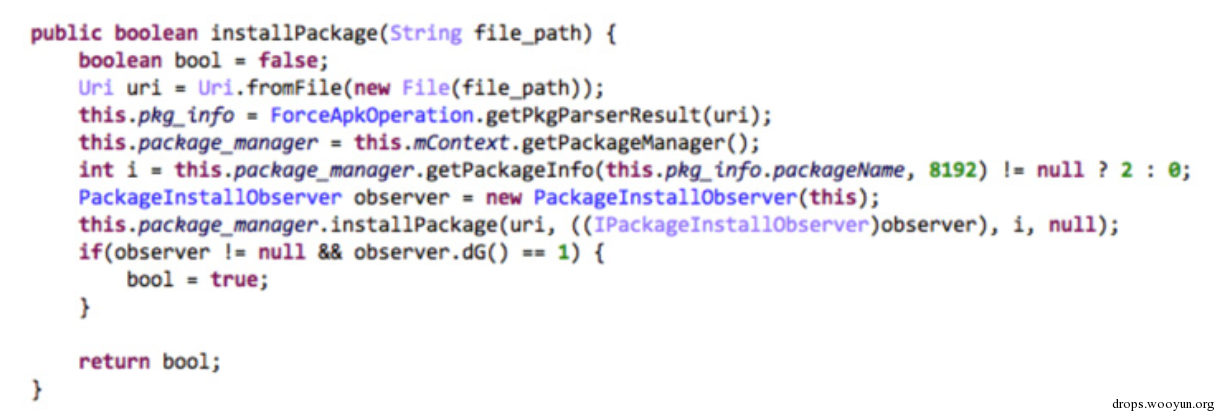 public boolean installPackage(String file_path) {
    boolean bool = false;
    Uri uri = Uri.fromFile(new File(file_path));
    this.pkg_info = ForceApkOperation.getPkgParserResult(uri);
    this.package_manager = this.mContext.getPackageManager();
    int i = this.package_manager.getPackageInfo(this.pkg_info.packageName, 8192) != null ? 2 : 0;
    PackageInstallObserver observer = new PackageInstallObserver(this);
    this.package_manager.installPackage(uri, ((IPackageInstallObserver)observer), i, null);
    if(observer != null && observer.dG() == 1) {
        bool = true;
    }
    return bool;
}
drops.wooyun.org